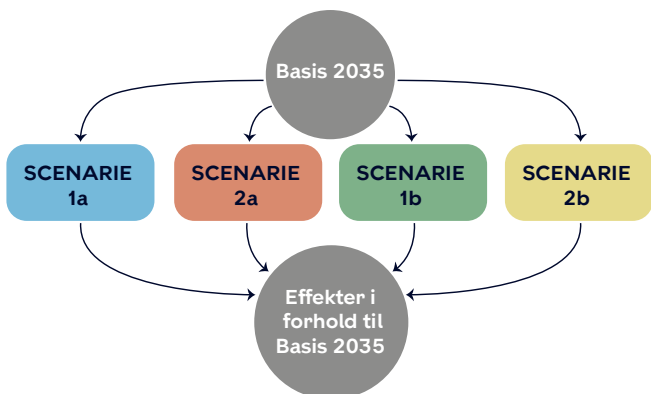 Basis 2035
SCENARIE
1a
SCENARIE
2a
SCENARIE
1b
SCENARIE
2b
Effekter i
forhold til
Basis 2035